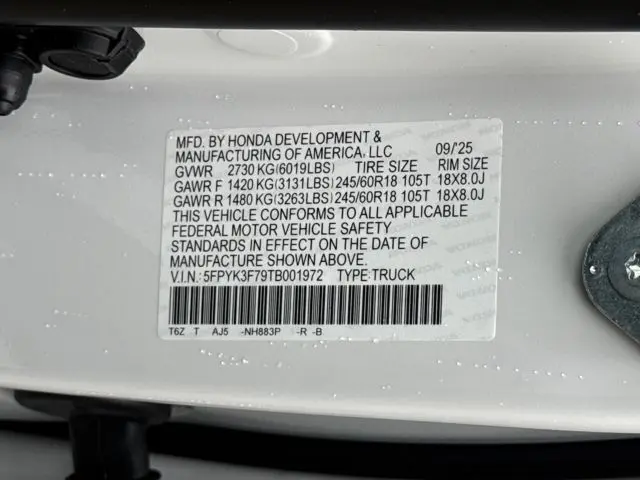 MFD. BY HONDA DEVELOPMENT &
MANUFACTURING OF AMERICA, LLC 09/'25
GVWR 2730 KG(6019LBS) TIRE SIZE RIM SIZE
GAWR F 1420 KG(3131LBS) 245/60R18 105T 18X8.0J
GAWR R 1480 KG(3263LBS) 245/60R18 105T 18X8.0J
THIS VEHICLE CONFORMS TO ALL APPLICABLE
FEDERAL MOTOR VEHICLE SAFETY
STANDARDS IN EFFECT ON THE DATE OF
MANUFACTURE SHOWN ABOVE.
V.I.N.: 5FPYK3F79TB001972 TYPE:TRUCK
T6Z T AJ5 -NH883P -R -B